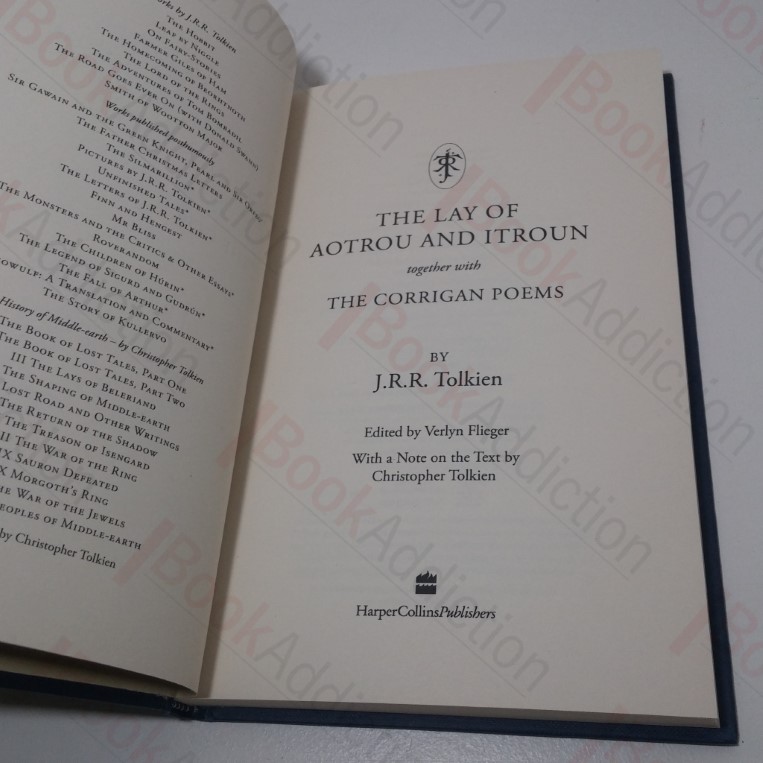 Works by J.R.R. Tolkien
THE HOBBIT
LEAF BY NIGGLE
ON FAIRY-STORIES
FARMER GILES OF HAM
THE HOMECOMING OF BEORHTNOTH
THE LORD OF THE RINGS
THE ADVENTURES OF TOM BOMBADIL
THE ROAD GOES EVER ON (WITH DONALD SWANN)
SMITH OF WOOTTON MAJOR
Works published posthumously
SIR GAWAIN AND THE GREEN KNIGHT, PEARL AND SIR ORFEO
THE FATHER CHRISTMAS LETTERS
THE SILMARILLION*
PICTURES BY J.R.R. TOLKIEN*
UNFINISHED TALES*
THE LETTERS OF J.R.R. TOLKIEN*
FINN AND HENGEST
MR BLISS
THE MONSTERS AND THE CRITICS & OTHER ESSAYS*
ROVERANDOM
THE CHILDREN OF HÚRIN*
THE LEGEND OF SIGURD AND GUDRÚN*
THE FALL OF ARTHUR*
BEOWULF: A TRANSLATION AND COMMENTARY*
THE STORY OF KULLERVO
History of Middle-earth – by Christopher Tolkien
THE BOOK OF LOST TALES, PART ONE
THE BOOK OF LOST TALES, PART TWO
III THE LAYS OF BELERIAND
THE SHAPING OF MIDDLE-EARTH
LOST ROAD AND OTHER WRITINGS
THE RETURN OF THE SHADOW
THE TREASON OF ISENGARD
II THE WAR OF THE RING
IX SAURON DEFEATED
X MORGOTH'S RING
THE WAR OF THE JEWELS
PEOPLES OF MIDDLE-EARTH
by Christopher Tolkien
THE LAY OF
AOTROU AND ITROUN
together with
THE CORRIGAN POEMS
BY
J.R.R. Tolkien
Edited by Verlyn Flieger
With a Note on the Text by
Christopher Tolkien
HarperCollinsPublishers
BookAddiction